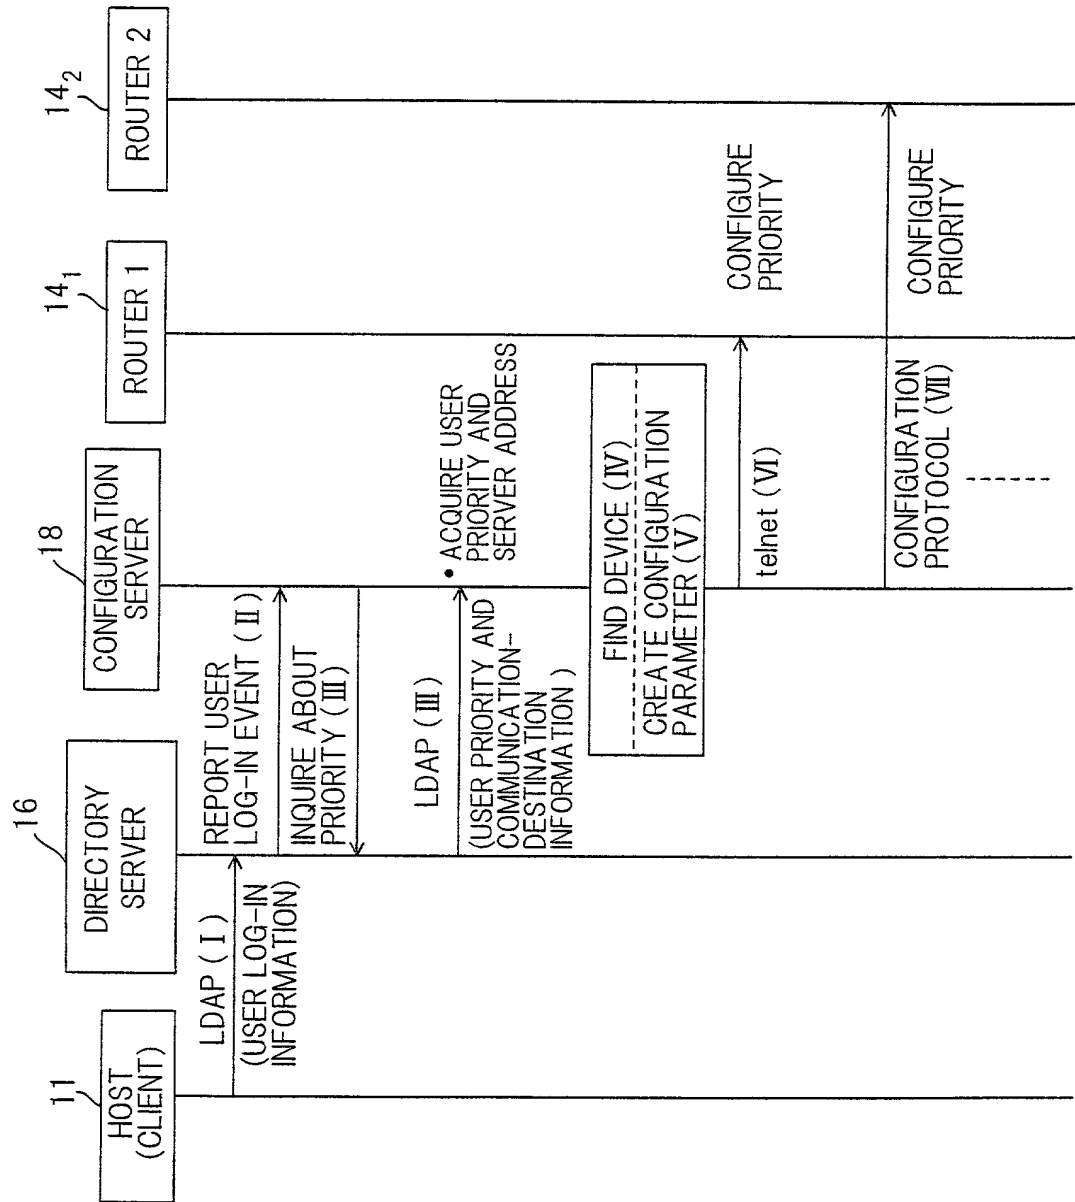 11
HOST
(CLIENT)
16
DIRECTORY
SERVER
18
CONFIGURATION
SERVER
14₁
ROUTER 1
14₂
ROUTER 2
LDAP (Ⅰ)
(USER LOG-IN
INFORMATION)
REPORT USER
LOG-IN EVENT (Ⅱ)
INQUIRE ABOUT
PRIORITY (Ⅲ)
LDAP (Ⅲ)
(USER PRIORITY AND
COMMUNICATION-
DESTINATION
INFORMATION)
• ACQUIRE USER
PRIORITY AND
SERVER ADDRESS
FIND DEVICE (Ⅳ)
CREATE CONFIGURATION
PARAMETER (Ⅴ)
telnet (Ⅵ)
CONFIGURE
PRIORITY
CONFIGURATION
PROTOCOL (Ⅶ)
CONFIGURE
PRIORITY